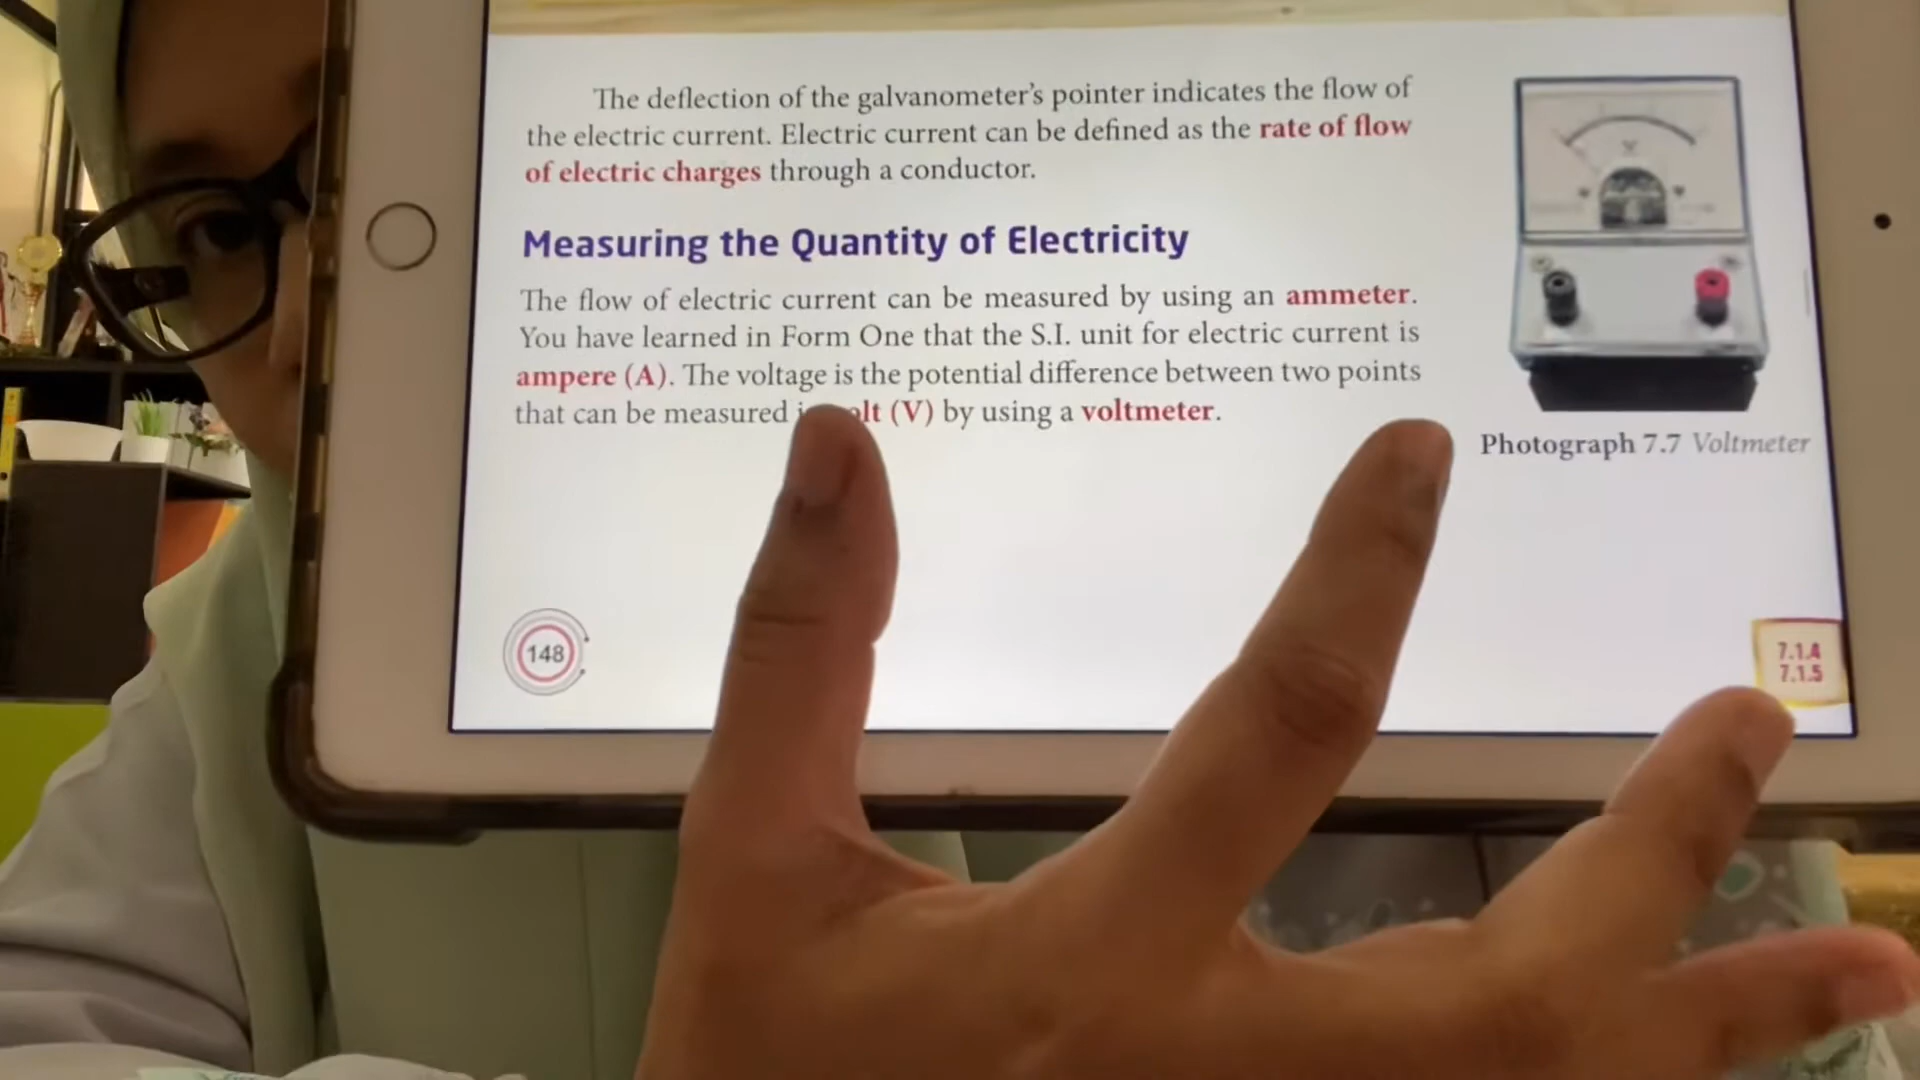 The deflection of the galvanometer's pointer indicates the flow of
the electric current. Electric current can be defined as the rate of flow
of electric charges through a conductor.
Measuring the Quantity of Electricity
The flow of electric current can be measured by using an ammeter.
You have learned in Form One that the S.I. unit for electric current is
ampere (A). The voltage is the potential difference between two points
that can be measured (V) by using a voltmeter.
Photograph 7.7 Voltmeter
148
7.1.4
7.1.5